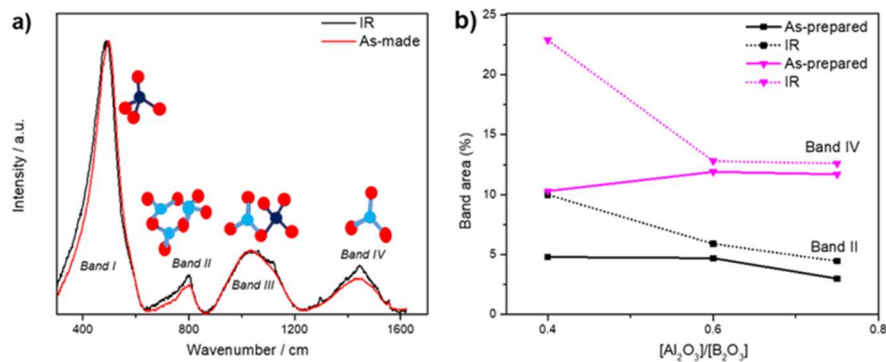 a)
IR
As-made
Intensity / a.u.
Band I
Band II
Band III
Band IV
400
800
1200
1600
Wavenumber / cm
b)
As-prepared
IR
As-prepared
IR
Band area (%)
25
20
15
10
5
0
Band IV
Band II
0.4
0.6
0.8
[Al₂O₃]/[B₂O₃]